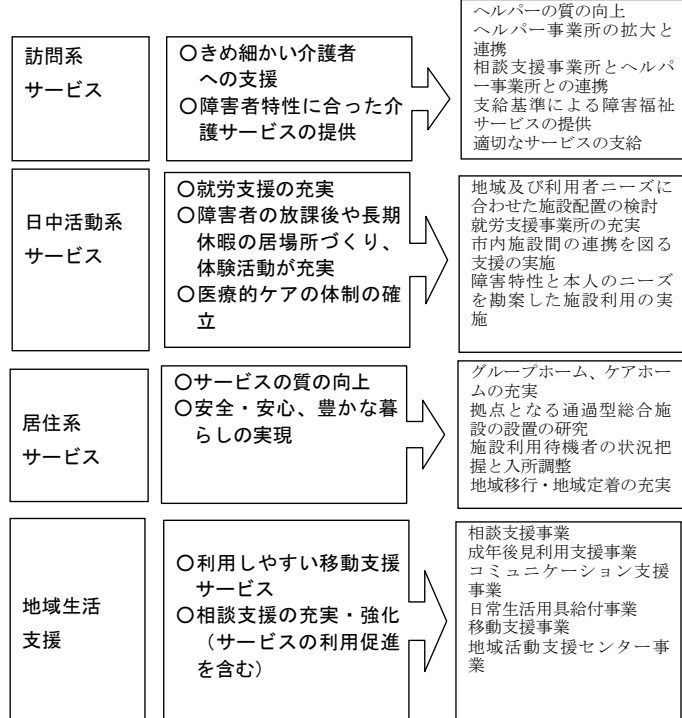 訪問系
サービス
○きめ細かい介護者
への支援
○障害者特性に合った介
護サービスの提供
ヘルパーの質の向上
ヘルパー事業所の拡大と
連携
相談支援事業所とヘルパ
ー事業所との連携
支給基準による障害福祉
サービスの提供
適切なサービスの支給
日中活動系
サービス
○就労支援の充実
○障害者の放課後や長期
休暇の居場所づくり、
体験活動が充実
○医療的ケアの体制の確
立
地域及び利用者ニーズに
合わせた施設配置の検討
就労支援事業所の充実
市内施設間の連携を図る
支援の実施
障害特性と本人のニーズ
を勘案した施設利用の実
施
居住系
サービス
○サービスの質の向上
○安全・安心、豊かな暮
らしの実現
グループホーム、ケアホー
ムの充実
拠点となる通過型総合施
設の設置の研究
施設利用待機者の状況把
握と入所調整
地域移行・地域定着の充実
地域生活
支援
○利用しやすい移動支援
サービス
○相談支援の充実・強化
（サービスの利用促進
を含む）
相談支援事業
成年後見利用支援事業
コミュニケーション支援
事業
日常生活用具給付事業
移動支援事業
地域活動支援センター事
業